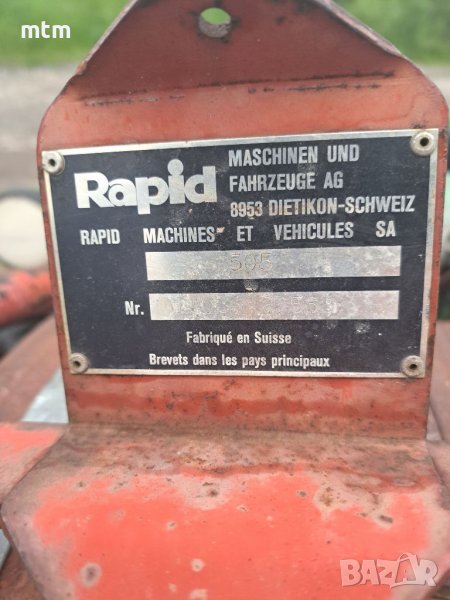 mtm
Rapid
MASCHINEN UND
FAHRZEUGE AG
8953 DIETIKON-SCHWEIZ
RAPID MACHINES ET VEHICULES SA
505
Nr.
Fabriqué en Suisse
Brevets dans les pays principaux
BAZAR